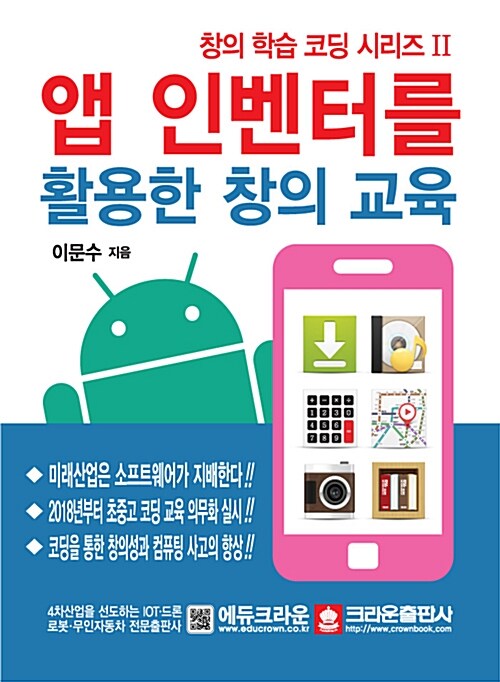 창의 학습 코딩 시리즈 II
앱 인벤터를
활용한 창의 교육
이문수 지음
◆ 미래산업은 소프트웨어가 지배한다!!
◆ 2018년부터 초중고 코딩 교육 의무화 실시!!
◆ 코딩을 통한 창의성과 컴퓨팅 사고의 향상!!
4차산업을 선도하는 IOT·드론
로봇·무인자동차 전문출판사
에듀크라운
www.educrown.co.kr
크라운출판사
http://www.crownbook.com